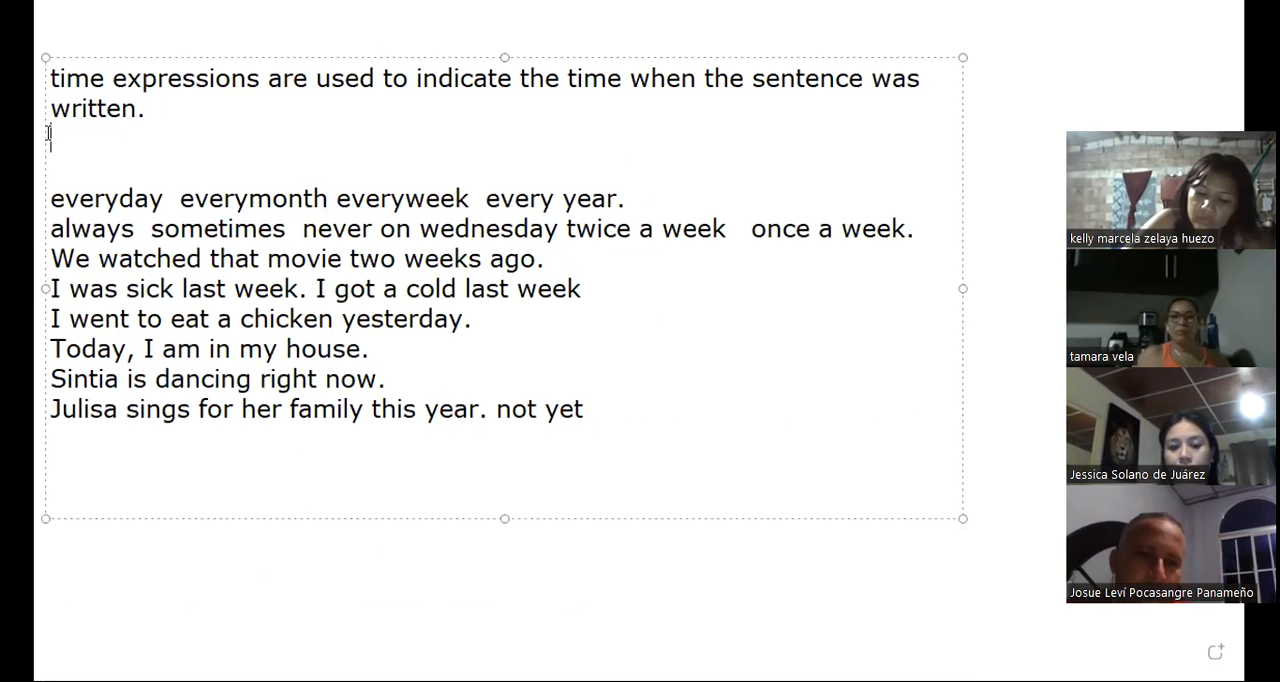 time expressions are used to indicate the time when the sentence was
written.
everyday  everymonth everyweek  every year.
always  sometimes  never on wednesday twice a week   once a week.
We watched that movie two weeks ago.
I was sick last week. I got a cold last week
I went to eat a chicken yesterday.
Today, I am in my house.
Sintia is dancing right now.
Julisa sings for her family this year. not yet
kelly marcela zelaya huezo
tamara vela
Jessica Solano de Juárez
Josue Leví Pocasangre Panameño